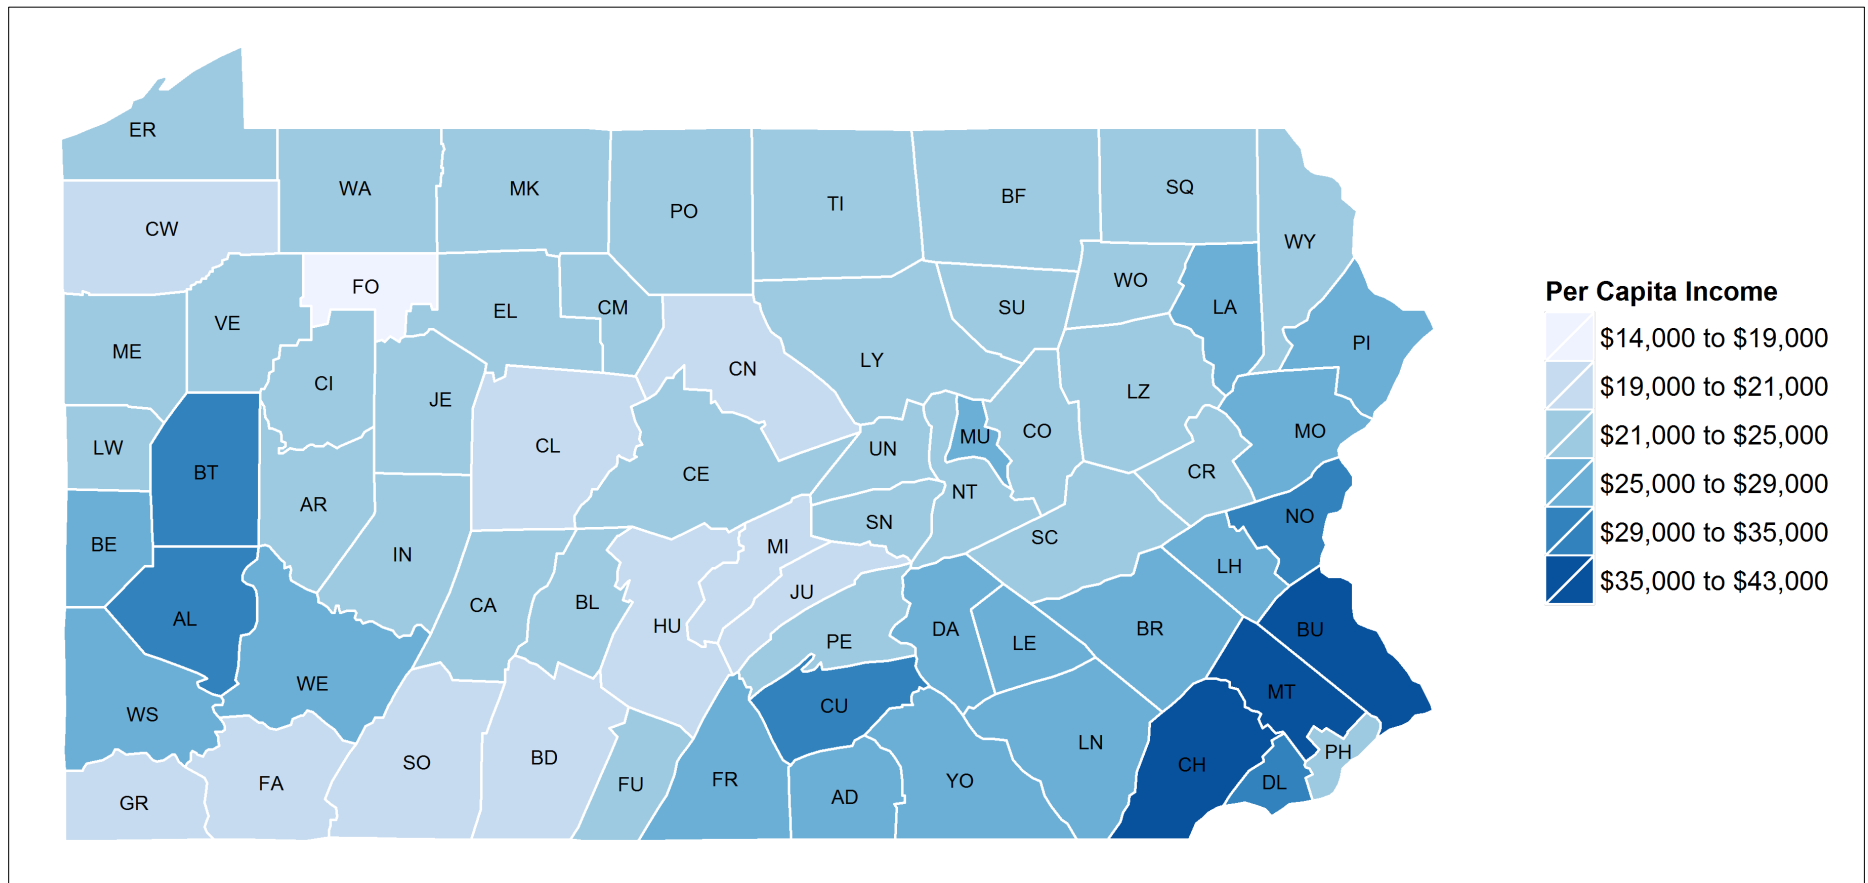 ER
WA
MK
PO
TI
BF
SQ
WY
CW
FO
VE
EL
CM
SU
WO
LA
PI
ME
CI
JE
CN
LY
LZ
MO
LW
BT
CL
CE
UN
MU
CO
CR
AR
NT
SN
NO
BE
IN
MI
SC
LH
AL
CA
BL
JU
HU
PE
DA
LE
BR
BU
WS
WE
CU
MT
GR
FA
SO
BD
FU
FR
AD
YO
LN
CH
DL
PH
Per Capita Income
$14,000 to $19,000
$19,000 to $21,000
$21,000 to $25,000
$25,000 to $29,000
$29,000 to $35,000
$35,000 to $43,000